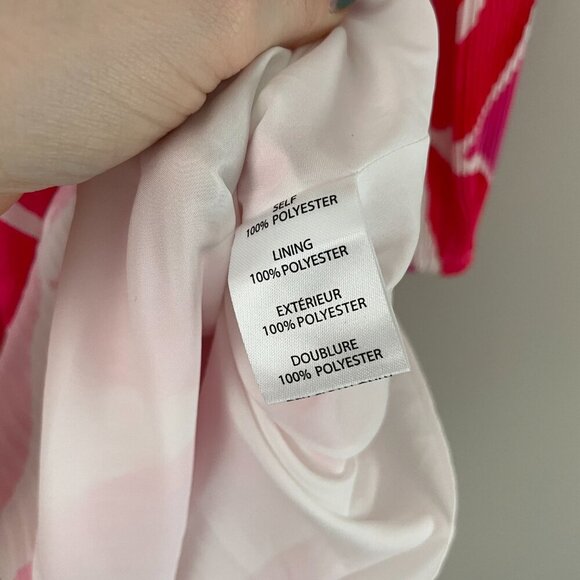 SELF
100% POLYESTER
LINING
100% POLYESTER
EXTÉRIEUR
100% POLYESTER
DOUBLURE
100% POLYESTER